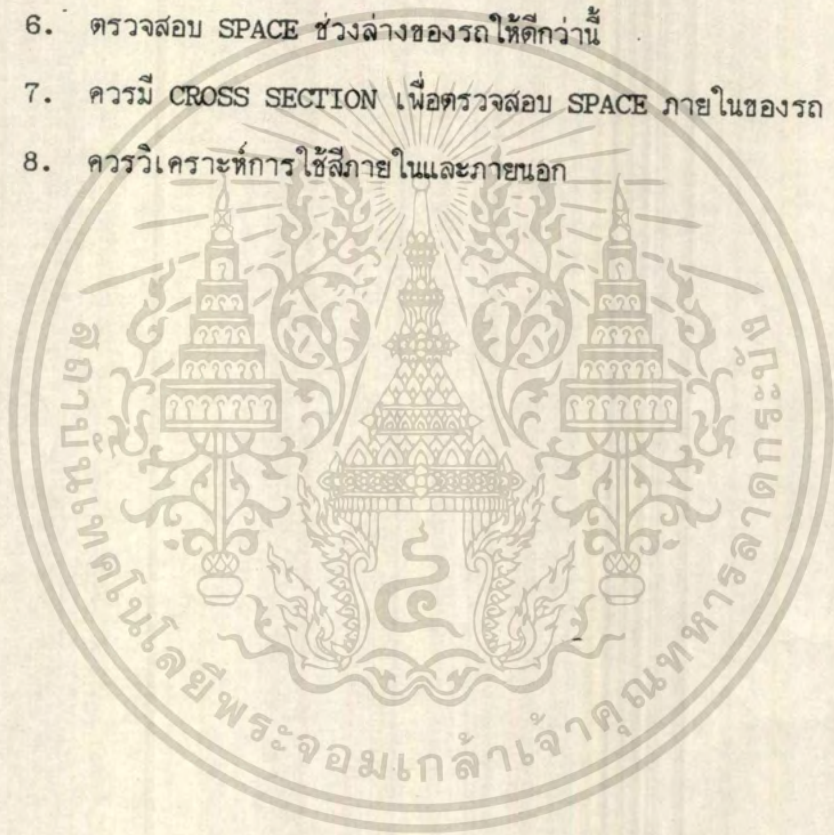 6. ตรวจสอบ SPACE ช่วงล่างของรถให้ดีกว่านี้
7. ควรมี CROSS SECTION เพื่อตรวจสอบ SPACE ภายในของรถ
8. ควรวิเคราะห์การใช้สีภายในและภายนอก
สถาบันเทคโนโลยีพระจอมเกล้าเจ้าคุณทหารลาดกระบัง
๔